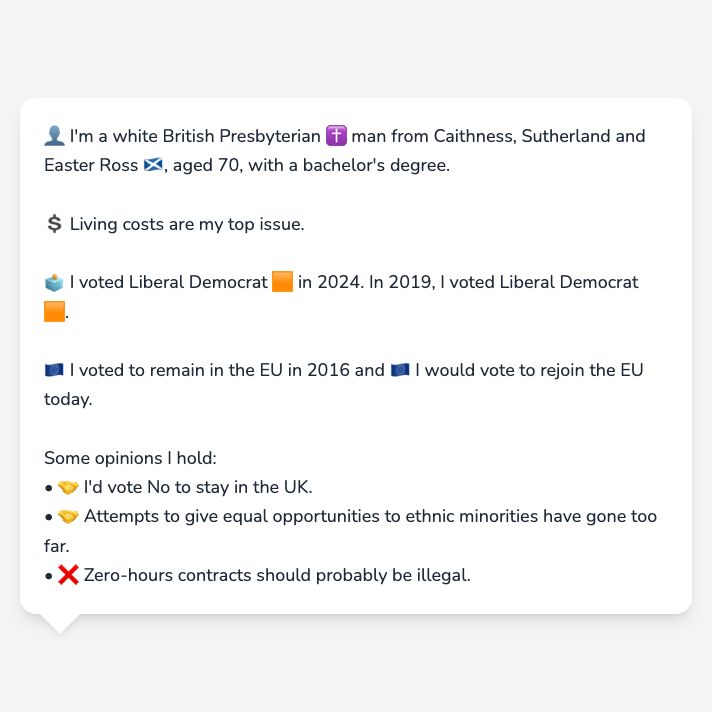 👤 I'm a white British Presbyterian ✝️ man from Caithness, Sutherland and
Easter Ross 🏴󠁧󠁢󠁳󠁣󠁴󠁿, aged 70, with a bachelor's degree.
💲 Living costs are my top issue.
🗳️ I voted Liberal Democrat 🟧 in 2024. In 2019, I voted Liberal Democrat
🟧.
🇪🇺 I voted to remain in the EU in 2016 and 🇪🇺 I would vote to rejoin the EU
today.
Some opinions I hold:
• 🤝 I'd vote No to stay in the UK.
• 🤝 Attempts to give equal opportunities to ethnic minorities have gone too
far.
• ❌ Zero-hours contracts should probably be illegal.